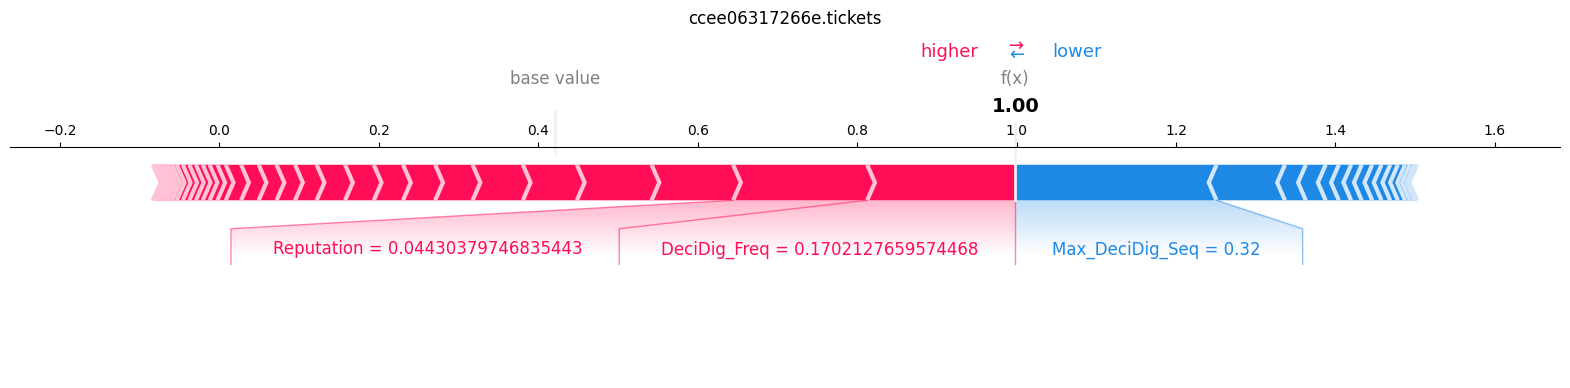 ccee06317266e.tickets
higher → ← lower
base value f(x)
1.00
−0.2 0.0 0.2 0.4 0.6 0.8 1.0 1.2 1.4 1.6
Reputation = 0.04430379746835443 DeciDig_Freq = 0.1702127659574468 Max_DeciDig_Seq = 0.32